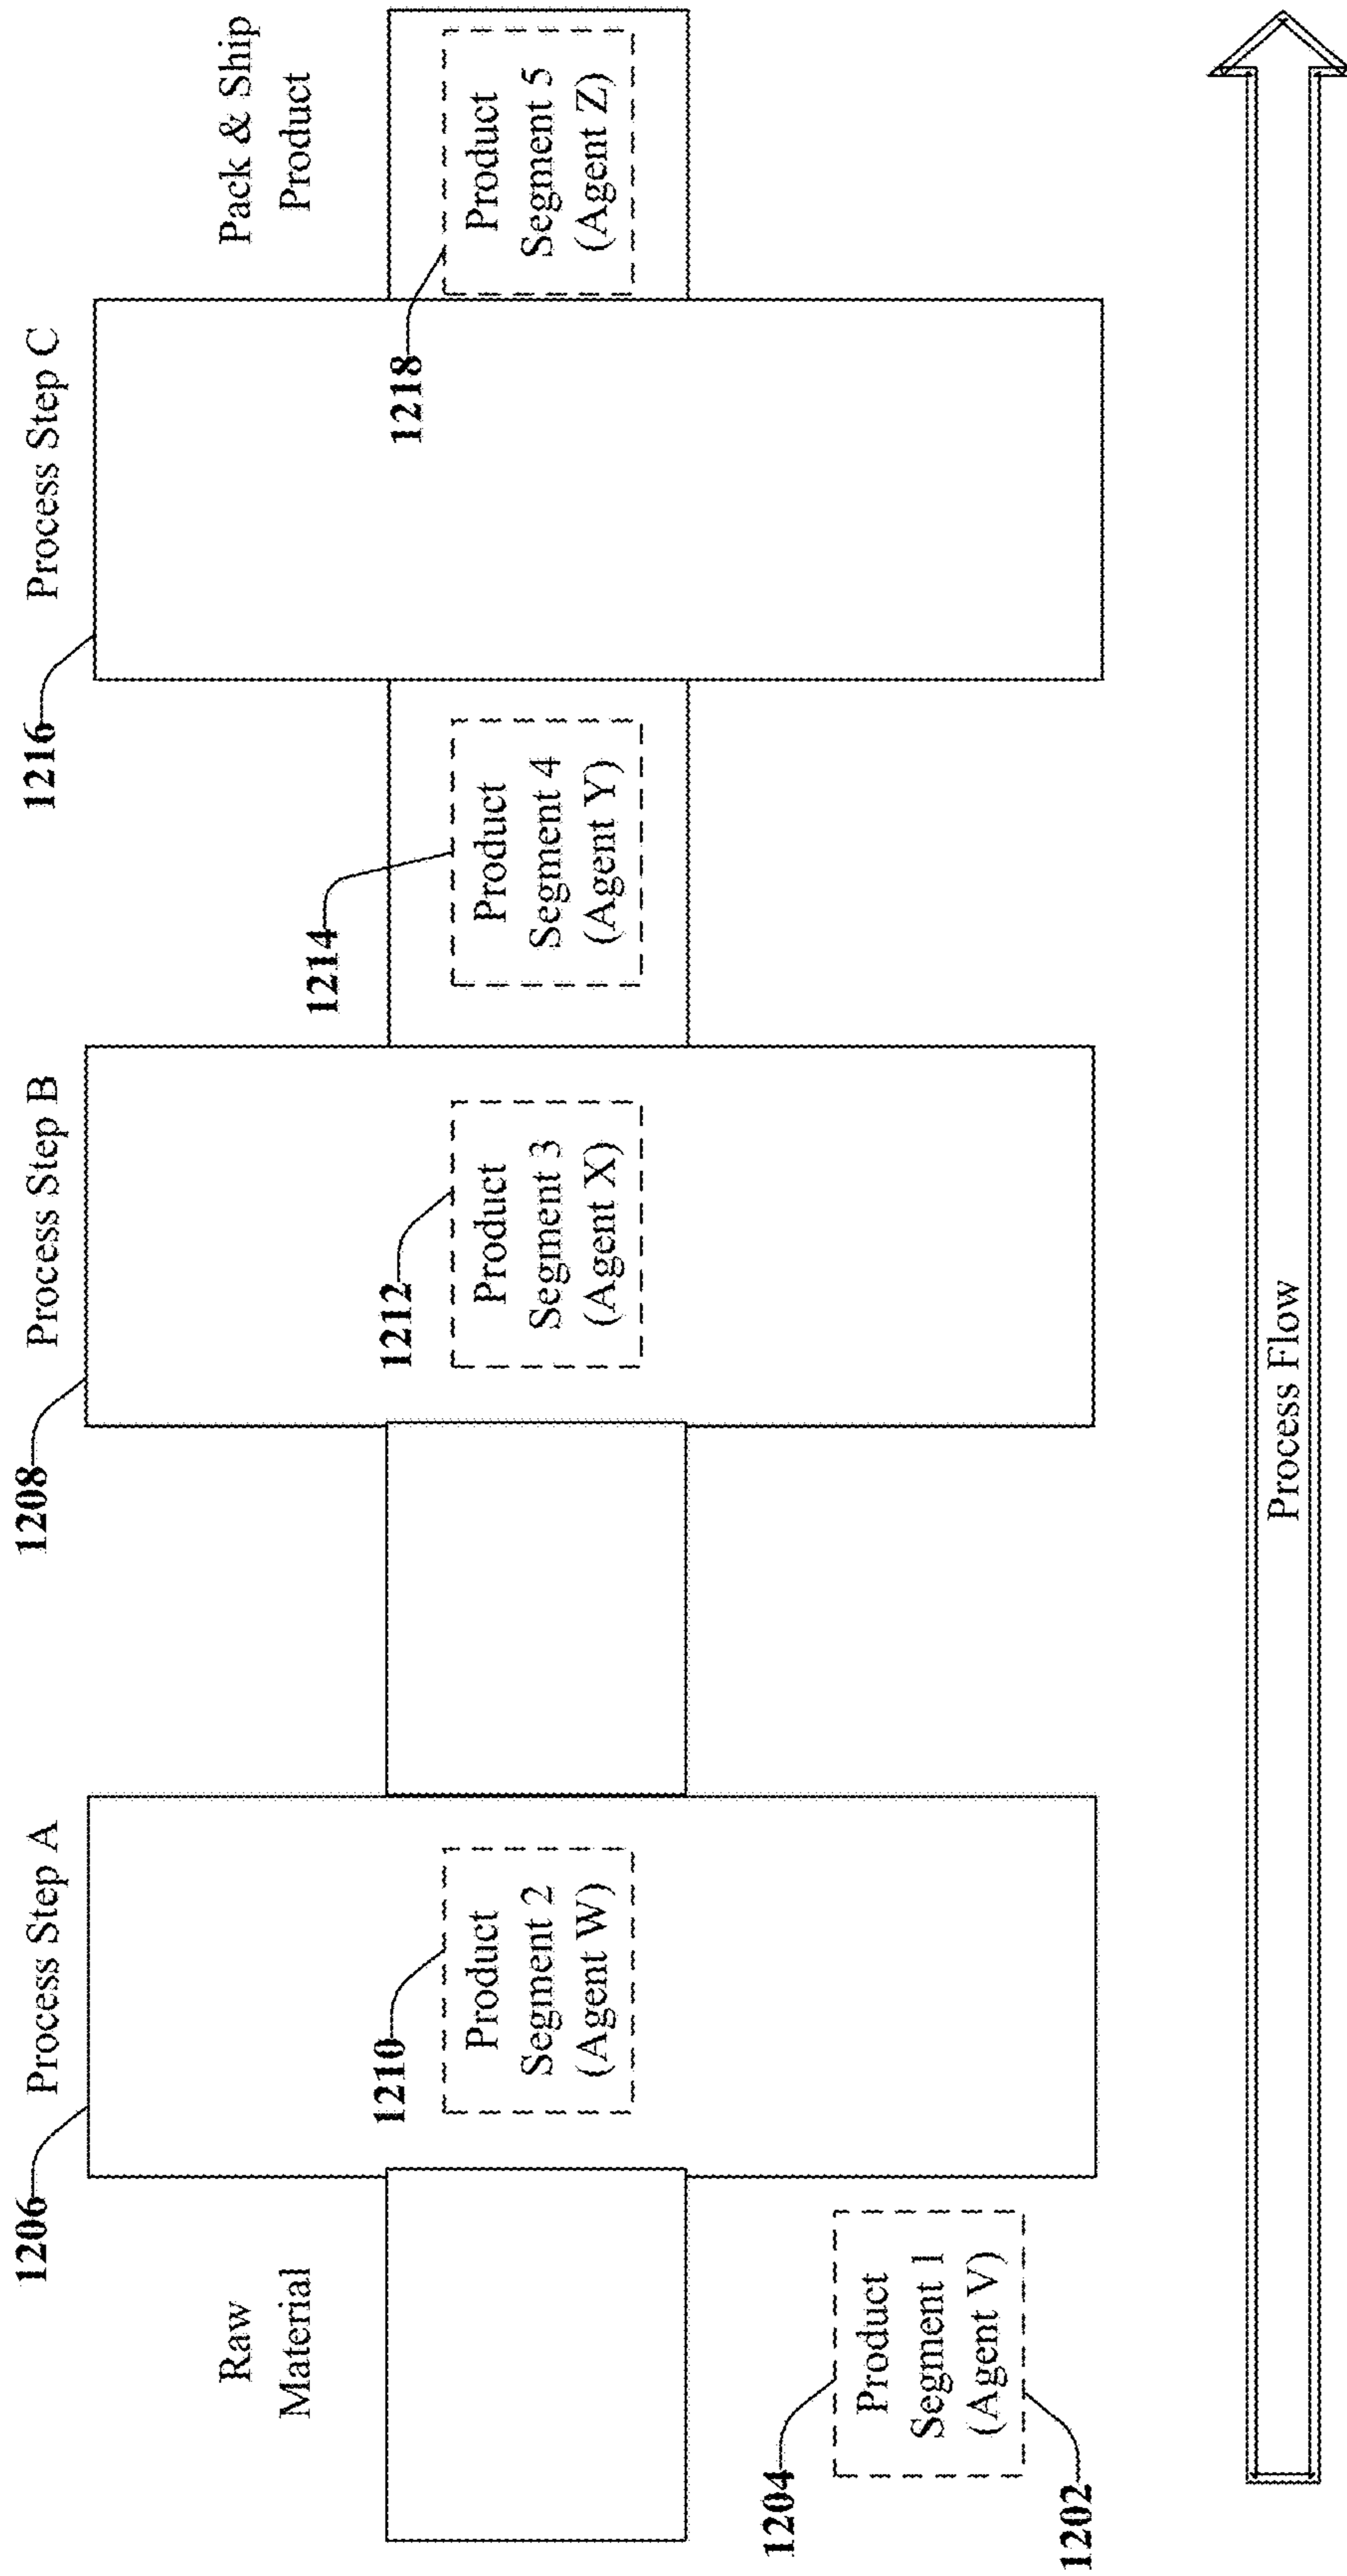 1206
Process Step A
1208
Process Step B
1216
Process Step C
Raw
Material
Pack & Ship
Product
1210
Product
Segment 2
(Agent W)
1212
Product
Segment 3
(Agent X)
1214
Product
Segment 4
(Agent Y)
1218
Product
Segment 5
(Agent Z)
1204
Product
Segment 1
(Agent V)
1202
Process Flow